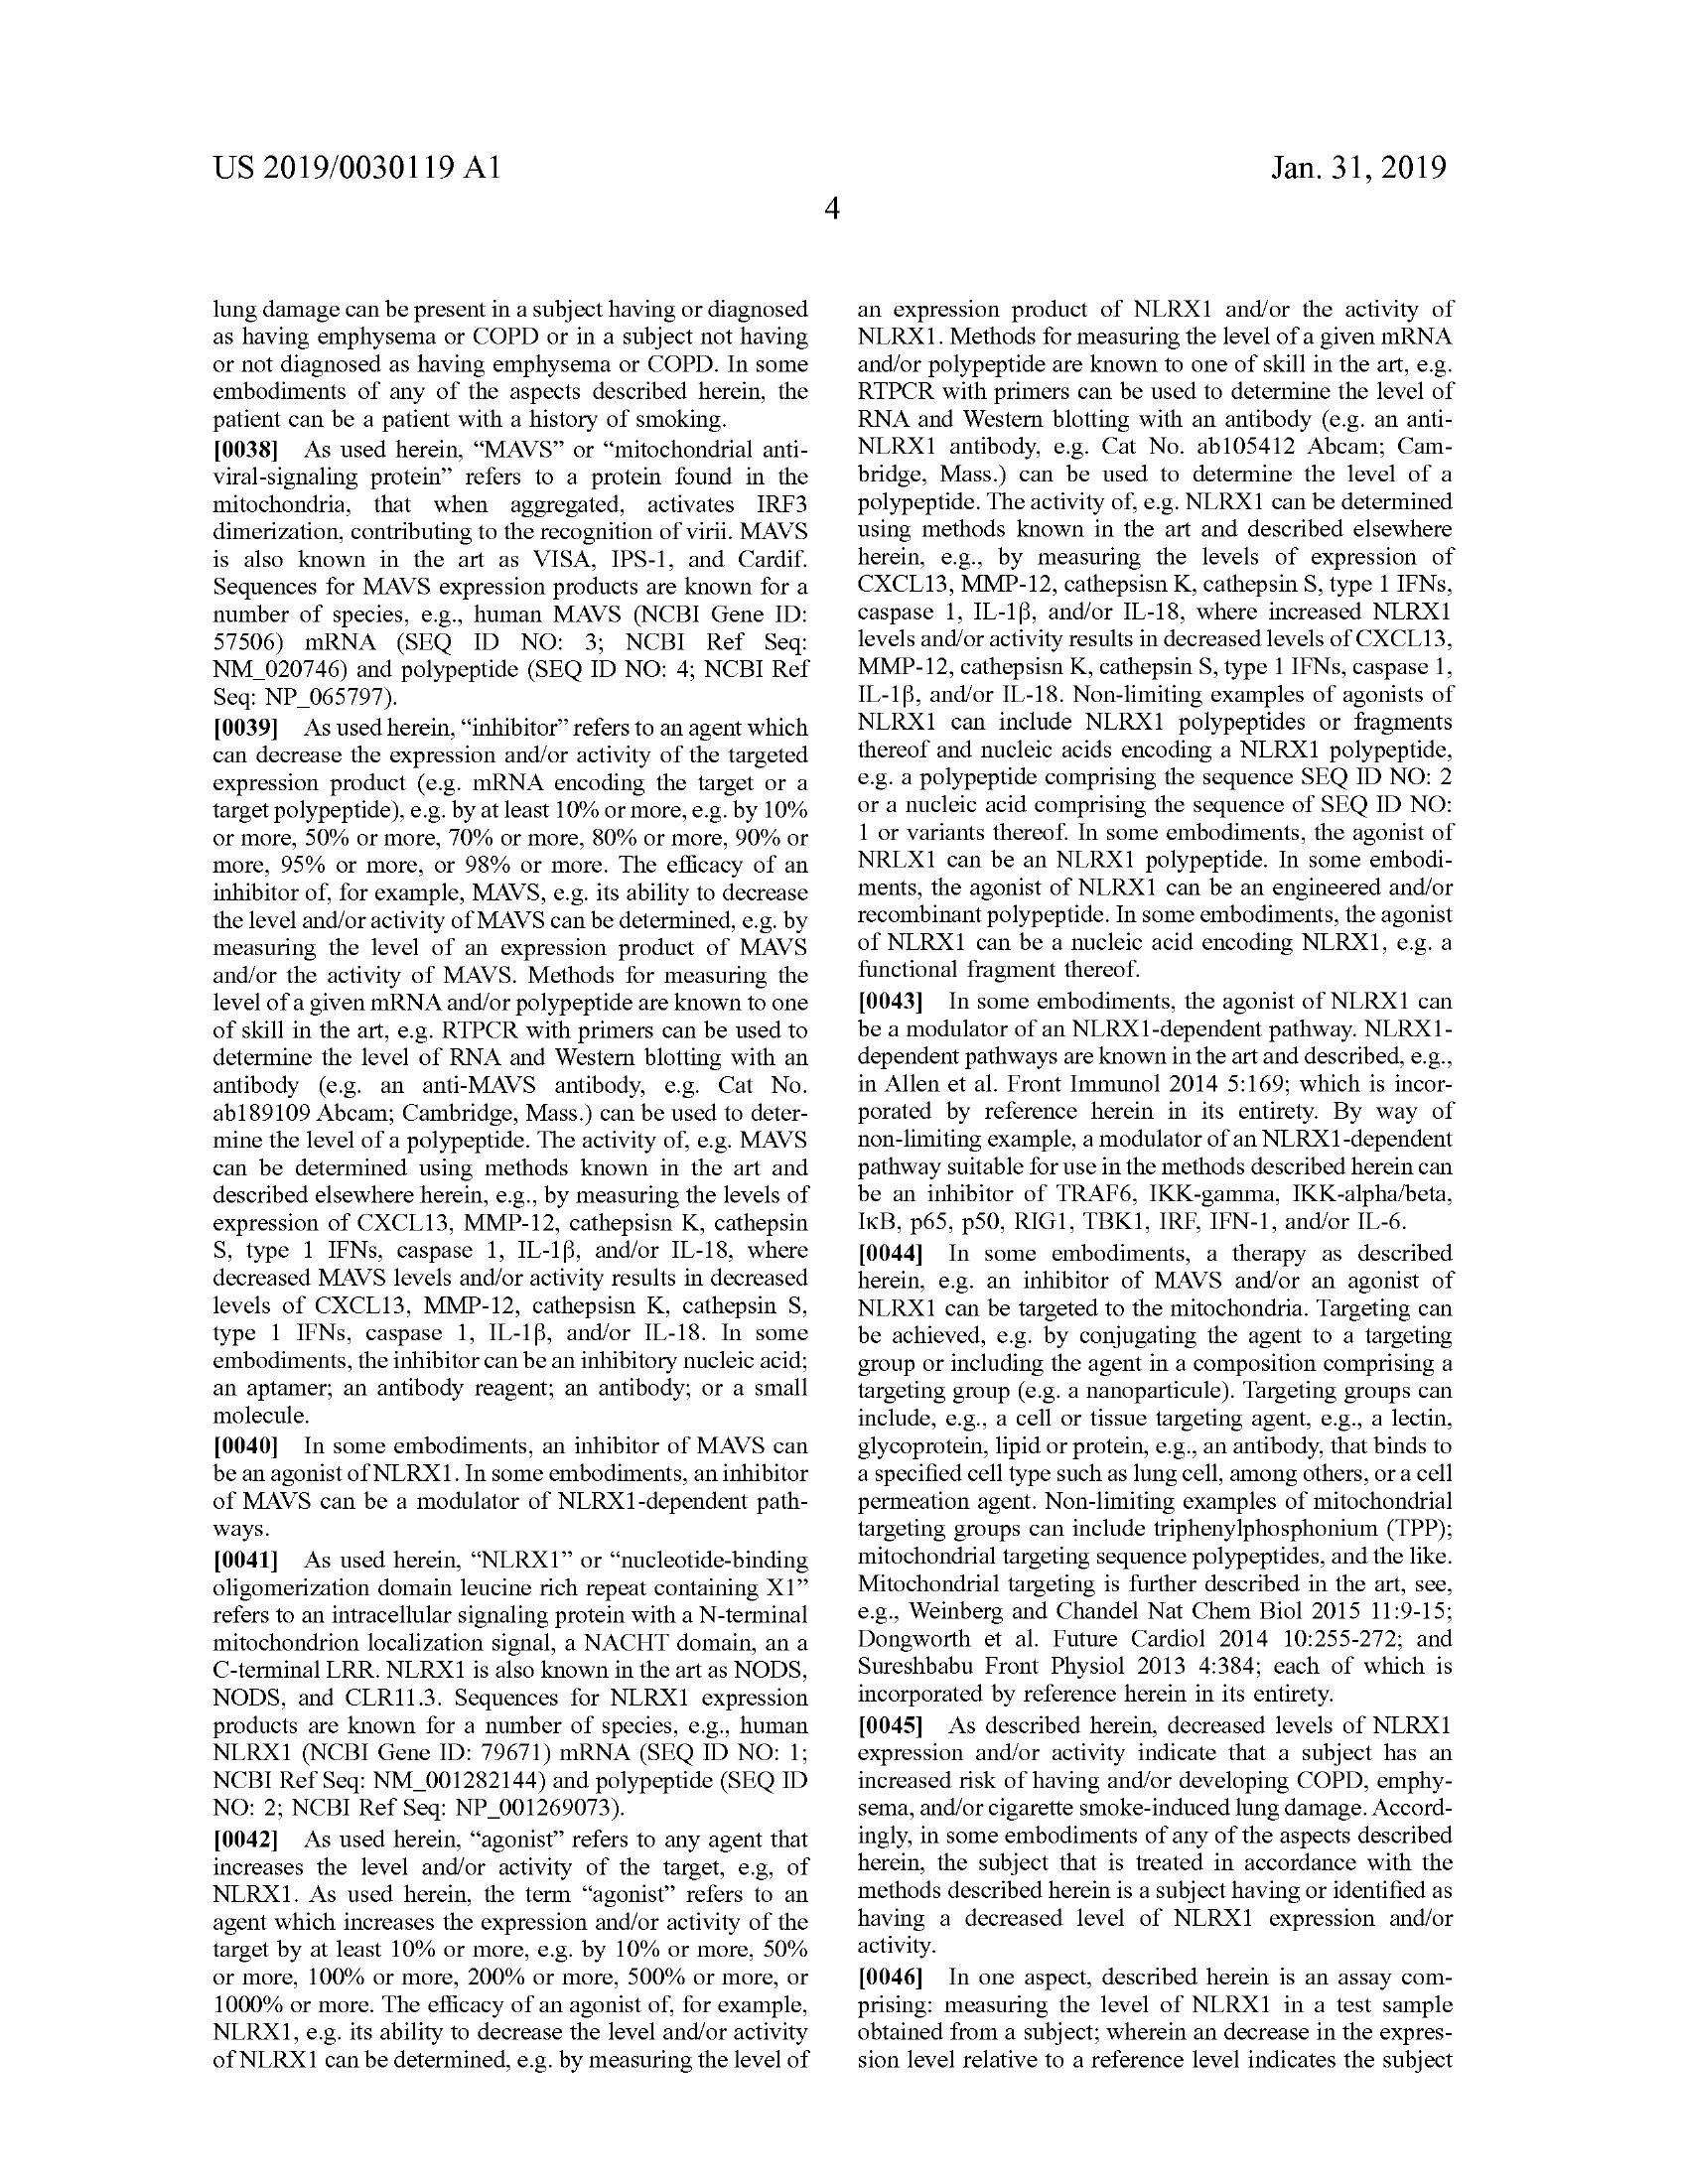 US 2019/0030119 A1
Jan. 31, 2019
4
lung damage can be present in a subject having or diagnosed
as having emphysema or COPD or in a subject not having
or not diagnosed as having emphysema or COPD. In some
embodiments of any of the aspects described herein, the
patient can be a patient with a history of smoking.
[0038] As used herein, “MAVS” or “mitochondrial anti-
viral-signaling protein” refers to a protein found in the
mitochondria, that when aggregated, activates IRF3
dimerization, contributing to the recognition of virii. MAVS
is also known in the art as VISA, IPS-1, and Cardif.
Sequences for MAVS expression products are known for a
number of species, e.g., human MAVS (NCBI Gene ID:
57506) mRNA (SEQ ID NO: 3; NCBI Ref Seq:
NM_020746) and polypeptide (SEQ ID NO: 4; NCBI Ref
Seq: NP_065797).
[0039] As used herein, “inhibitor” refers to an agent which
can decrease the expression and/or activity of the targeted
expression product (e.g. mRNA encoding the target or a
target polypeptide), e.g. by at least 10% or more, e.g. by 10%
or more, 50% or more, 70% or more, 80% or more, 90% or
more, 95% or more, or 98% or more. The efficacy of an
inhibitor of, for example, MAVS, e.g. its ability to decrease
the level and/or activity of MAVS can be determined, e.g. by
measuring the level of an expression product of MAVS
and/or the activity of MAVS. Methods for measuring the
level of a given mRNA and/or polypeptide are known to one
of skill in the art, e.g. RTPCR with primers can be used to
determine the level of RNA and Western blotting with an
antibody (e.g. an anti-MAVS antibody, e.g. Cat No.
ab189109 Abcam; Cambridge, Mass.) can be used to deter-
mine the level of a polypeptide. The activity of, e.g. MAVS
can be determined using methods known in the art and
described elsewhere herein, e.g., by measuring the levels of
expression of CXCL13, MMP-12, cathepsisn K, cathepsin
S, type 1 IFNs, caspase 1, IL-1β, and/or IL-18, where
decreased MAVS levels and/or activity results in decreased
levels of CXCL13, MMP-12, cathepsisn K, cathepsin S,
type 1 IFNs, caspase 1, IL-1β, and/or IL-18. In some
embodiments, the inhibitor can be an inhibitory nucleic acid;
an aptamer; an antibody reagent; an antibody; or a small
molecule.
[0040] In some embodiments, an inhibitor of MAVS can
be an agonist of NLRX1. In some embodiments, an inhibitor
of MAVS can be a modulator of NLRX1-dependent path-
ways.
[0041] As used herein, “NLRX1” or “nucleotide-binding
oligomerization domain leucine rich repeat containing X1”
refers to an intracellular signaling protein with a N-terminal
mitochondrion localization signal, a NACHT domain, an a
C-terminal LRR. NLRX1 is also known in the art as NODS,
NODS, and CLR11.3. Sequences for NLRX1 expression
products are known for a number of species, e.g., human
NLRX1 (NCBI Gene ID: 79671) mRNA (SEQ ID NO: 1;
NCBI Ref Seq: NM_001282144) and polypeptide (SEQ ID
NO: 2; NCBI Ref Seq: NP_001269073).
[0042] As used herein, “agonist” refers to any agent that
increases the level and/or activity of the target, e.g, of
NLRX1. As used herein, the term “agonist” refers to an
agent which increases the expression and/or activity of the
target by at least 10% or more, e.g. by 10% or more, 50%
or more, 100% or more, 200% or more, 500% or more, or
1000% or more. The efficacy of an agonist of, for example,
NLRX1, e.g. its ability to decrease the level and/or activity
of NLRX1 can be determined, e.g. by measuring the level of
an expression product of NLRX1 and/or the activity of
NLRX1. Methods for measuring the level of a given mRNA
and/or polypeptide are known to one of skill in the art, e.g.
RTPCR with primers can be used to determine the level of
RNA and Western blotting with an antibody (e.g. an anti-
NLRX1 antibody, e.g. Cat No. ab105412 Abcam; Cam-
bridge, Mass.) can be used to determine the level of a
polypeptide. The activity of, e.g. NLRX1 can be determined
using methods known in the art and described elsewhere
herein, e.g., by measuring the levels of expression of
CXCL13, MMP-12, cathepsisn K, cathepsin S, type 1 IFNs,
caspase 1, IL-1β, and/or IL-18, where increased NLRX1
levels and/or activity results in decreased levels of CXCL13,
MMP-12, cathepsisn K, cathepsin S, type 1 IFNs, caspase 1,
IL-1β, and/or IL-18. Non-limiting examples of agonists of
NLRX1 can include NLRX1 polypeptides or fragments
thereof and nucleic acids encoding a NLRX1 polypeptide,
e.g. a polypeptide comprising the sequence SEQ ID NO: 2
or a nucleic acid comprising the sequence of SEQ ID NO:
1 or variants thereof. In some embodiments, the agonist of
NRLX1 can be an NLRX1 polypeptide. In some embodi-
ments, the agonist of NLRX1 can be an engineered and/or
recombinant polypeptide. In some embodiments, the agonist
of NLRX1 can be a nucleic acid encoding NLRX1, e.g. a
functional fragment thereof.
[0043] In some embodiments, the agonist of NLRX1 can
be a modulator of an NLRX1-dependent pathway. NLRX1-
dependent pathways are known in the art and described, e.g.,
in Allen et al. Front Immunol 2014 5:169; which is incor-
porated by reference herein in its entirety. By way of
non-limiting example, a modulator of an NLRX1-dependent
pathway suitable for use in the methods described herein can
be an inhibitor of TRAF6, IKK-gamma, IKK-alpha/beta,
IκB, p65, p50, RIG1, TBK1, IRF, IFN-1, and/or IL-6.
[0044] In some embodiments, a therapy as described
herein, e.g. an inhibitor of MAVS and/or an agonist of
NLRX1 can be targeted to the mitochondria. Targeting can
be achieved, e.g. by conjugating the agent to a targeting
group or including the agent in a composition comprising a
targeting group (e.g. a nanoparticule). Targeting groups can
include, e.g., a cell or tissue targeting agent, e.g., a lectin,
glycoprotein, lipid or protein, e.g., an antibody, that binds to
a specified cell type such as lung cell, among others, or a cell
permeation agent. Non-limiting examples of mitochondrial
targeting groups can include triphenylphosphonium (TPP);
mitochondrial targeting sequence polypeptides, and the like.
Mitochondrial targeting is further described in the art, see,
e.g., Weinberg and Chandel Nat Chem Biol 2015 11:9-15;
Dongworth et al. Future Cardiol 2014 10:255-272; and
Sureshbabu Front Physiol 2013 4:384; each of which is
incorporated by reference herein in its entirety.
[0045] As described herein, decreased levels of NLRX1
expression and/or activity indicate that a subject has an
increased risk of having and/or developing COPD, emphy-
sema, and/or cigarette smoke-induced lung damage. Accord-
ingly, in some embodiments of any of the aspects described
herein, the subject that is treated in accordance with the
methods described herein is a subject having or identified as
having a decreased level of NLRX1 expression and/or
activity.
[0046] In one aspect, described herein is an assay com-
prising: measuring the level of NLRX1 in a test sample
obtained from a subject; wherein an decrease in the expres-
sion level relative to a reference level indicates the subject